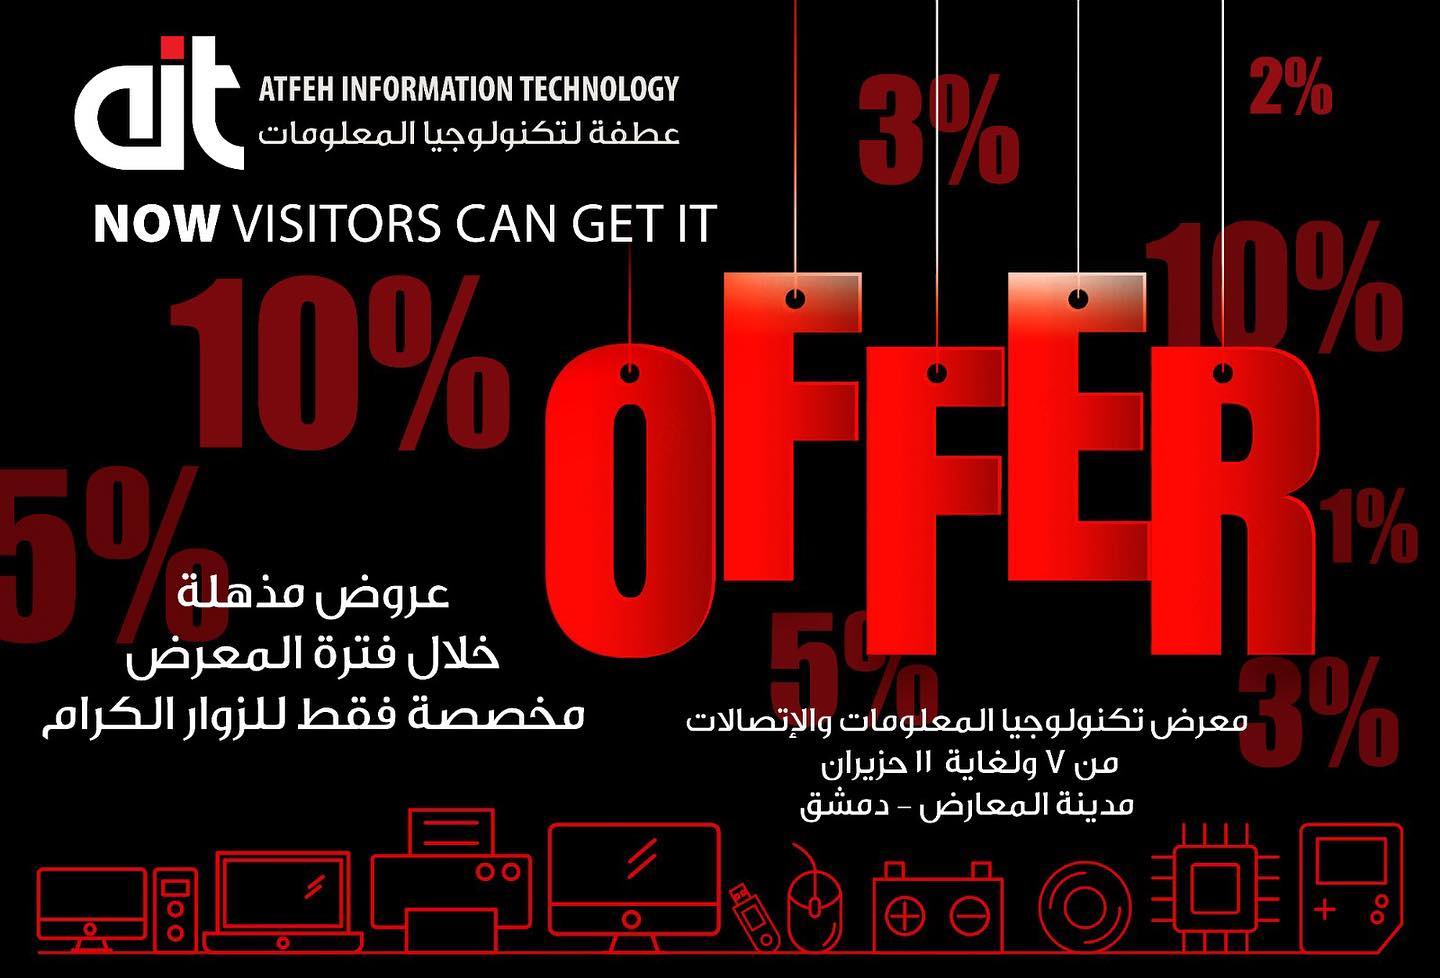 ait
ATFEH INFORMATION TECHNOLOGY
عطفة لتكنولوجيا المعلومات
NOW VISITORS CAN GET IT
3%
2%
10%
10%
OFFER
5%
1%
5%
3%
عروض مذهلة
خلال فترة المعرض
مخصصة فقط للزوار الكرام
معرض تكنولوجيا المعلومات والإتصالات
من ٧ ولغاية ١١ حزيران
مدينة المعارض – دمشق